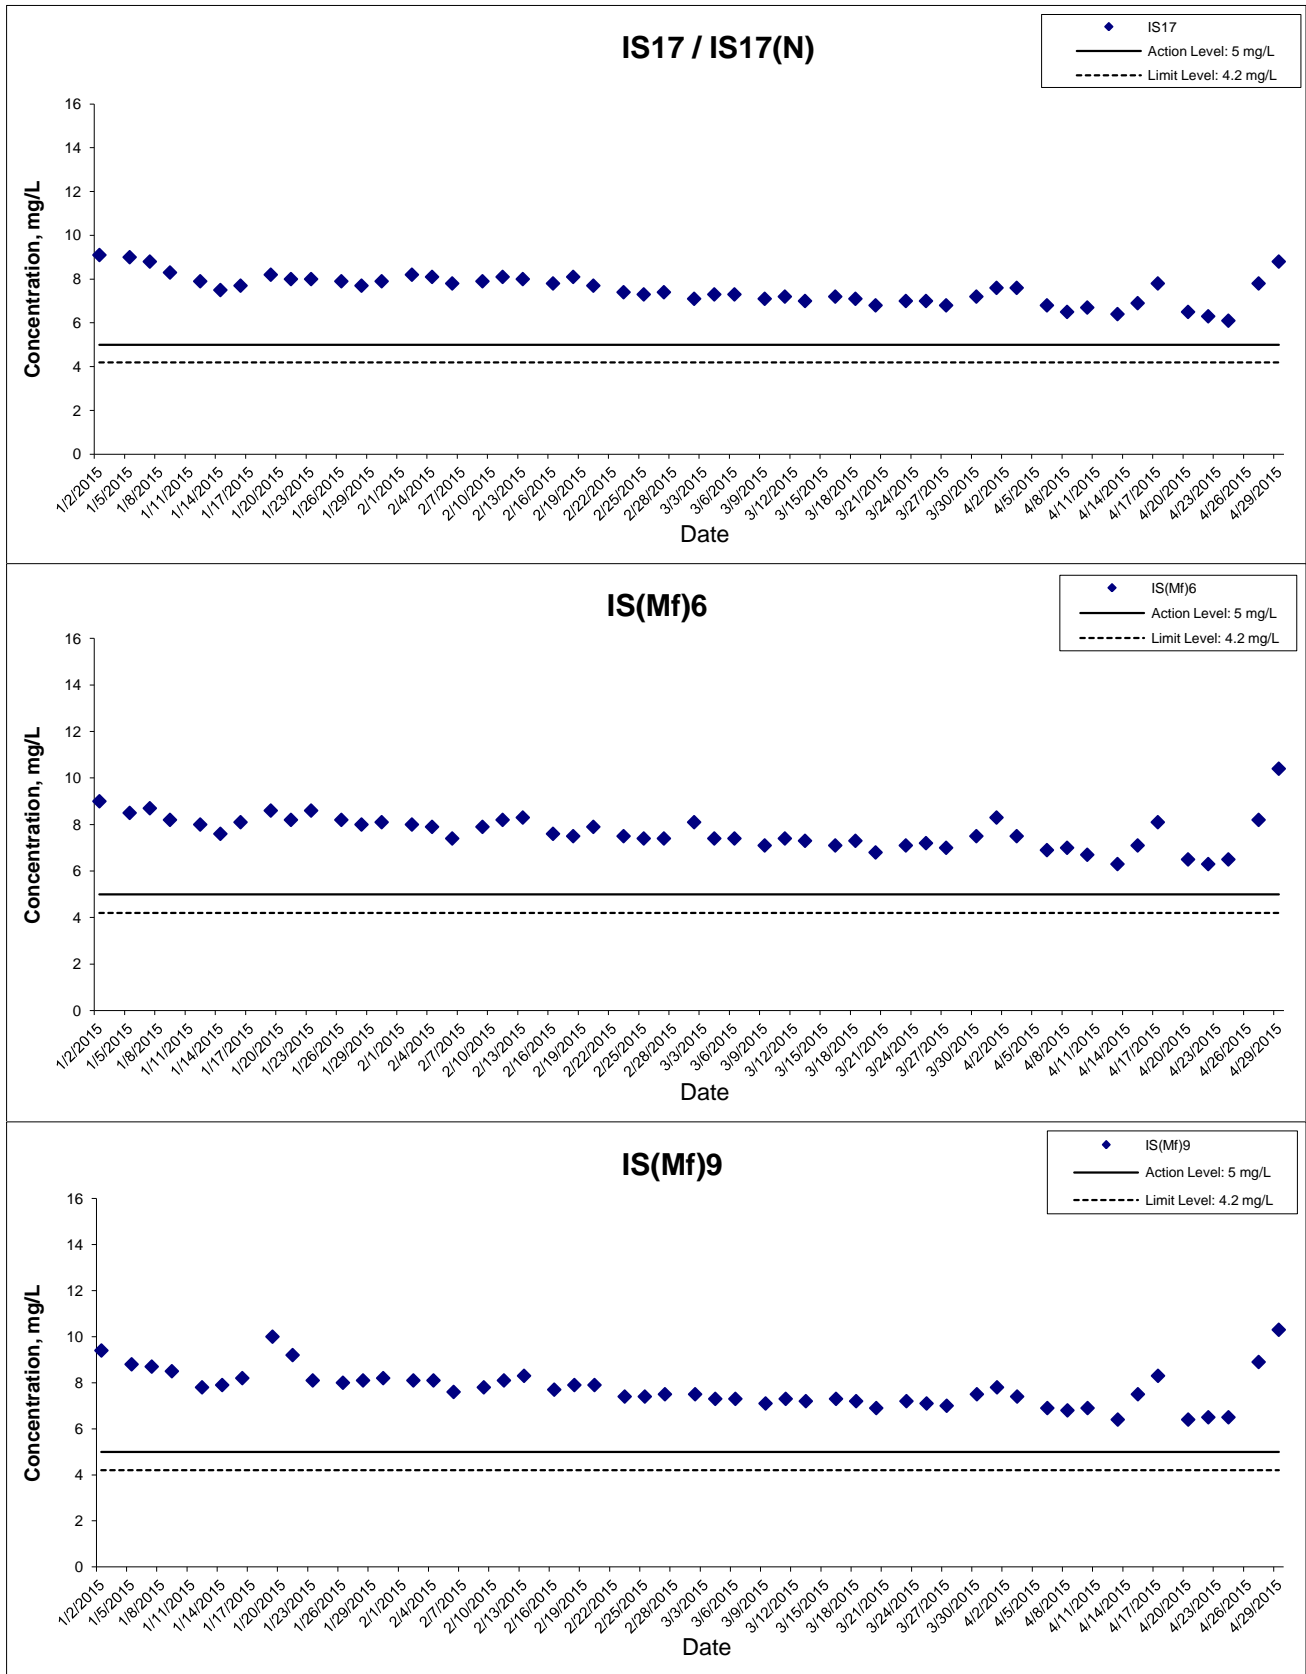 IS17 / IS17(N)
IS17
Action Level: 5 mg/L
Limit Level: 4.2 mg/L
Concentration, mg/L
16
14
12
10
8
6
4
2
0
1/2/2015 1/5/2015 1/8/2015 1/11/2015 1/14/2015 1/17/2015 1/20/2015 1/23/2015 1/26/2015 1/29/2015 2/1/2015 2/4/2015 2/7/2015 2/10/2015 2/13/2015 2/16/2015 2/19/2015 2/22/2015 2/25/2015 2/28/2015 3/3/2015 3/6/2015 3/9/2015 3/12/2015 3/15/2015 3/18/2015 3/21/2015 3/24/2015 3/27/2015 3/30/2015 4/2/2015 4/5/2015 4/8/2015 4/11/2015 4/14/2015 4/17/2015 4/20/2015 4/23/2015 4/26/2015 4/29/2015
Date
IS(Mf)6
IS(Mf)6
Action Level: 5 mg/L
Limit Level: 4.2 mg/L
Concentration, mg/L
16
14
12
10
8
6
4
2
0
1/2/2015 1/5/2015 1/8/2015 1/11/2015 1/14/2015 1/17/2015 1/20/2015 1/23/2015 1/26/2015 1/29/2015 2/1/2015 2/4/2015 2/7/2015 2/10/2015 2/13/2015 2/16/2015 2/19/2015 2/22/2015 2/25/2015 2/28/2015 3/3/2015 3/6/2015 3/9/2015 3/12/2015 3/15/2015 3/18/2015 3/21/2015 3/24/2015 3/27/2015 3/30/2015 4/2/2015 4/5/2015 4/8/2015 4/11/2015 4/14/2015 4/17/2015 4/20/2015 4/23/2015 4/26/2015 4/29/2015
Date
IS(Mf)9
IS(Mf)9
Action Level: 5 mg/L
Limit Level: 4.2 mg/L
Concentration, mg/L
16
14
12
10
8
6
4
2
0
1/2/2015 1/5/2015 1/8/2015 1/11/2015 1/14/2015 1/17/2015 1/20/2015 1/23/2015 1/26/2015 1/29/2015 2/1/2015 2/4/2015 2/7/2015 2/10/2015 2/13/2015 2/16/2015 2/19/2015 2/22/2015 2/25/2015 2/28/2015 3/3/2015 3/6/2015 3/9/2015 3/12/2015 3/15/2015 3/18/2015 3/21/2015 3/24/2015 3/27/2015 3/30/2015 4/2/2015 4/5/2015 4/8/2015 4/11/2015 4/14/2015 4/17/2015 4/20/2015 4/23/2015 4/26/2015 4/29/2015
Date